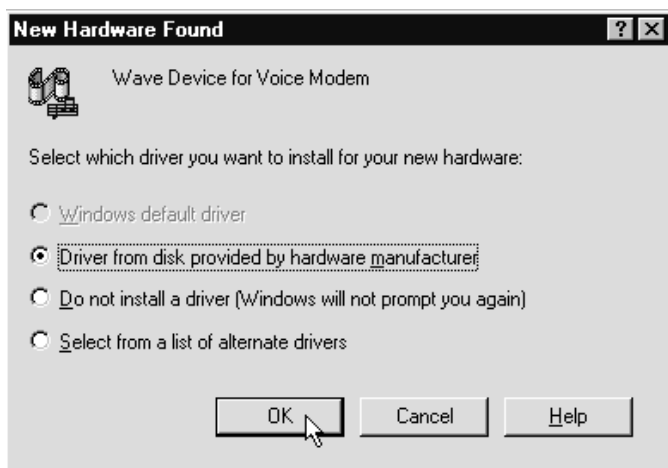 New Hardware Found
Wave Device for Voice Modem
Select which driver you want to install for your new hardware:
Windows default driver
Driver from disk provided by hardware manufacturer
Do not install a driver (Windows will not prompt you again)
Select from a list of alternate drivers
OK Cancel Help